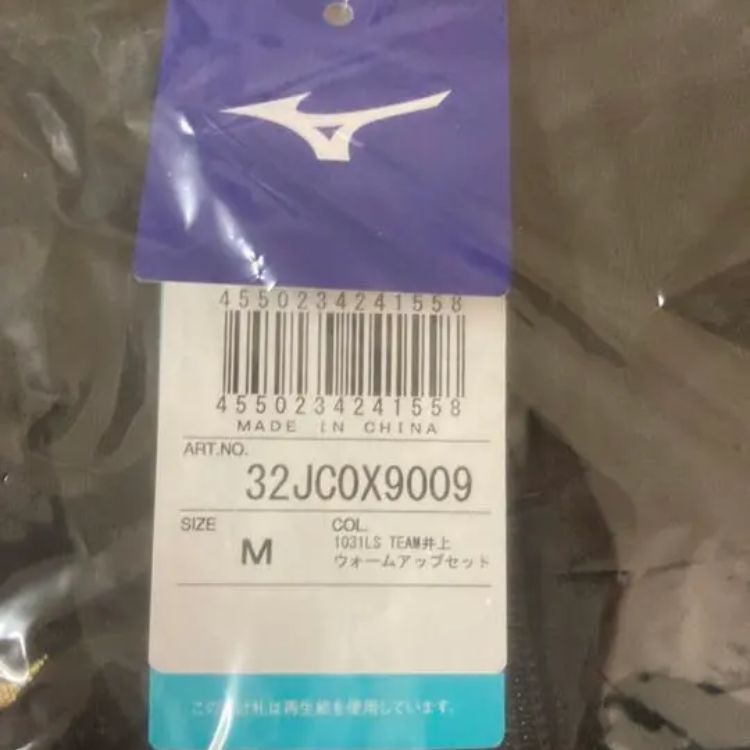 4550234241558
4550234241558
MADE IN CHINA
ART.NO.
32JC0X9009
SIZE
M
COL.
1031LS TEAM井上
ウォームアップセット
この下げ札は再生紙を使用しています。